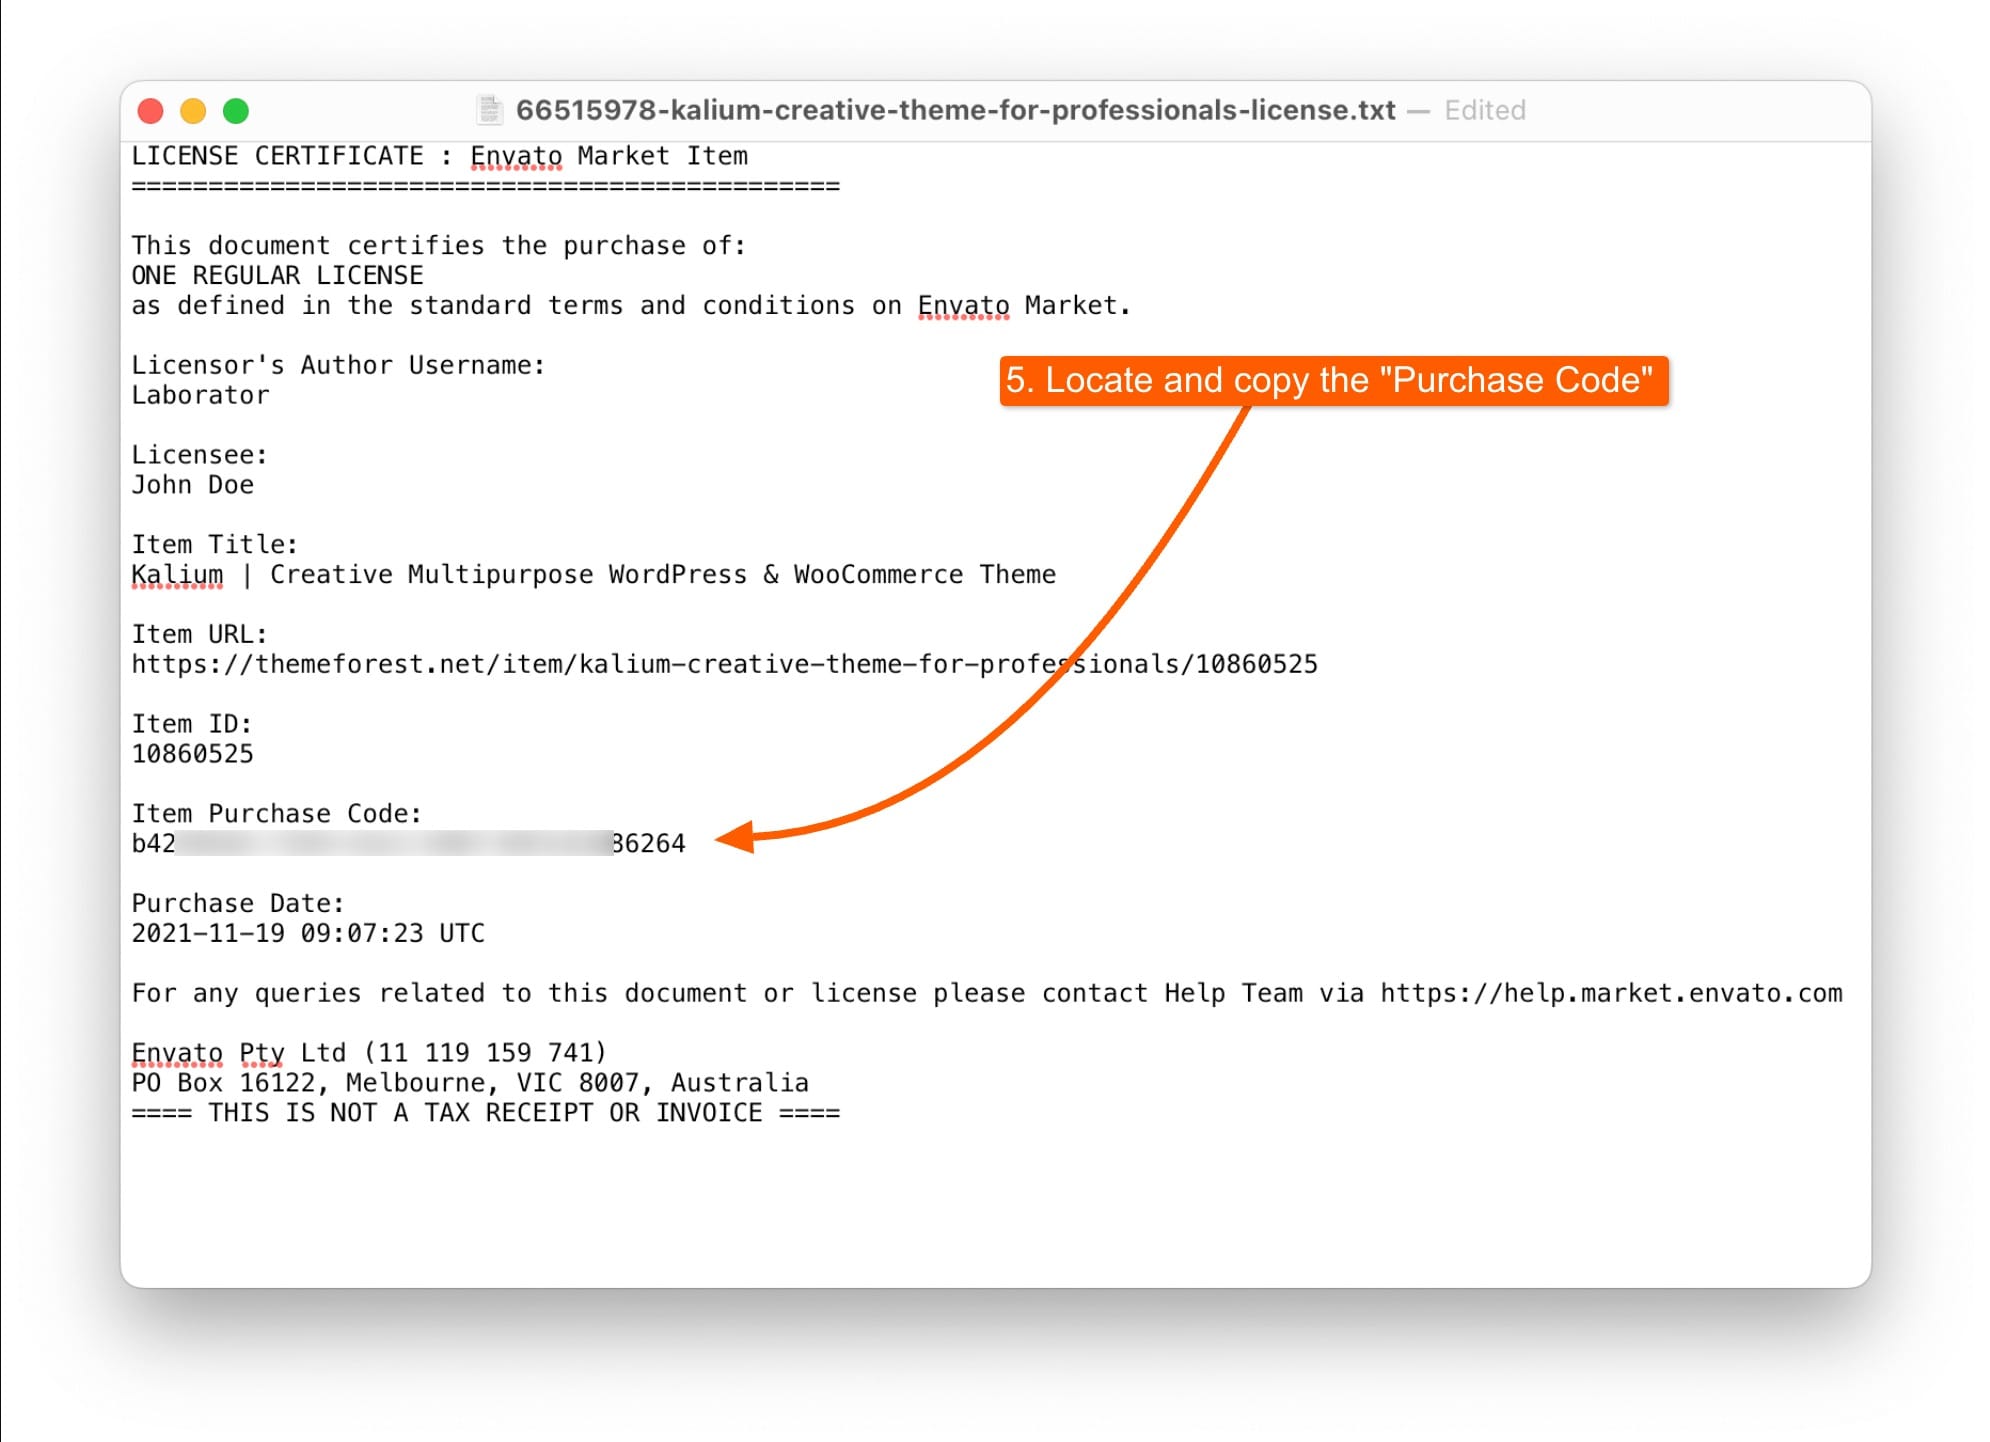 66515978-kalium-creative-theme-for-professionals-license.txt — Edited
LICENSE CERTIFICATE : Envato Market Item
==============================================
This document certifies the purchase of:
ONE REGULAR LICENSE
as defined in the standard terms and conditions on Envato Market.
Licensor's Author Username:
Laborator
5. Locate and copy the "Purchase Code"
Licensee:
John Doe
Item Title:
Kalium | Creative Multipurpose WordPress & WooCommerce Theme
Item URL:
https://themeforest.net/item/kalium-creative-theme-for-professionals/10860525
Item ID:
10860525
Item Purchase Code:
b42 86264
Purchase Date:
2021-11-19 09:07:23 UTC
For any queries related to this document or license please contact Help Team via https://help.market.envato.com
Envato Pty Ltd (11 119 159 741)
PO Box 16122, Melbourne, VIC 8007, Australia
==== THIS IS NOT A TAX RECEIPT OR INVOICE ====